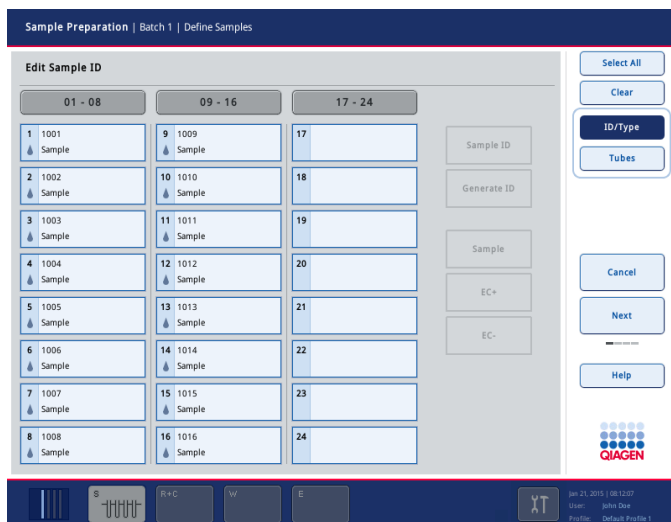 Sample Preparation | Batch 1 | Define Samples
Edit Sample ID
01 - 08
09 - 16
17 - 24
1 1001
Sample
2 1002
Sample
3 1003
Sample
4 1004
Sample
5 1005
Sample
6 1006
Sample
7 1007
Sample
8 1008
Sample
9 1009
Sample
10 1010
Sample
11 1011
Sample
12 1012
Sample
13 1013
Sample
14 1014
Sample
15 1015
Sample
16 1016
Sample
17
18
19
20
21
22
23
24
Sample ID
Generate ID
Sample
EC+
EC-
Select All
Clear
ID/Type
Tubes
Cancel
Next
Help
QIAGEN
S
R+C
W
E
Jan 21, 2015 | 08:12:07
User: John Doe
Profile: Default Profile 1